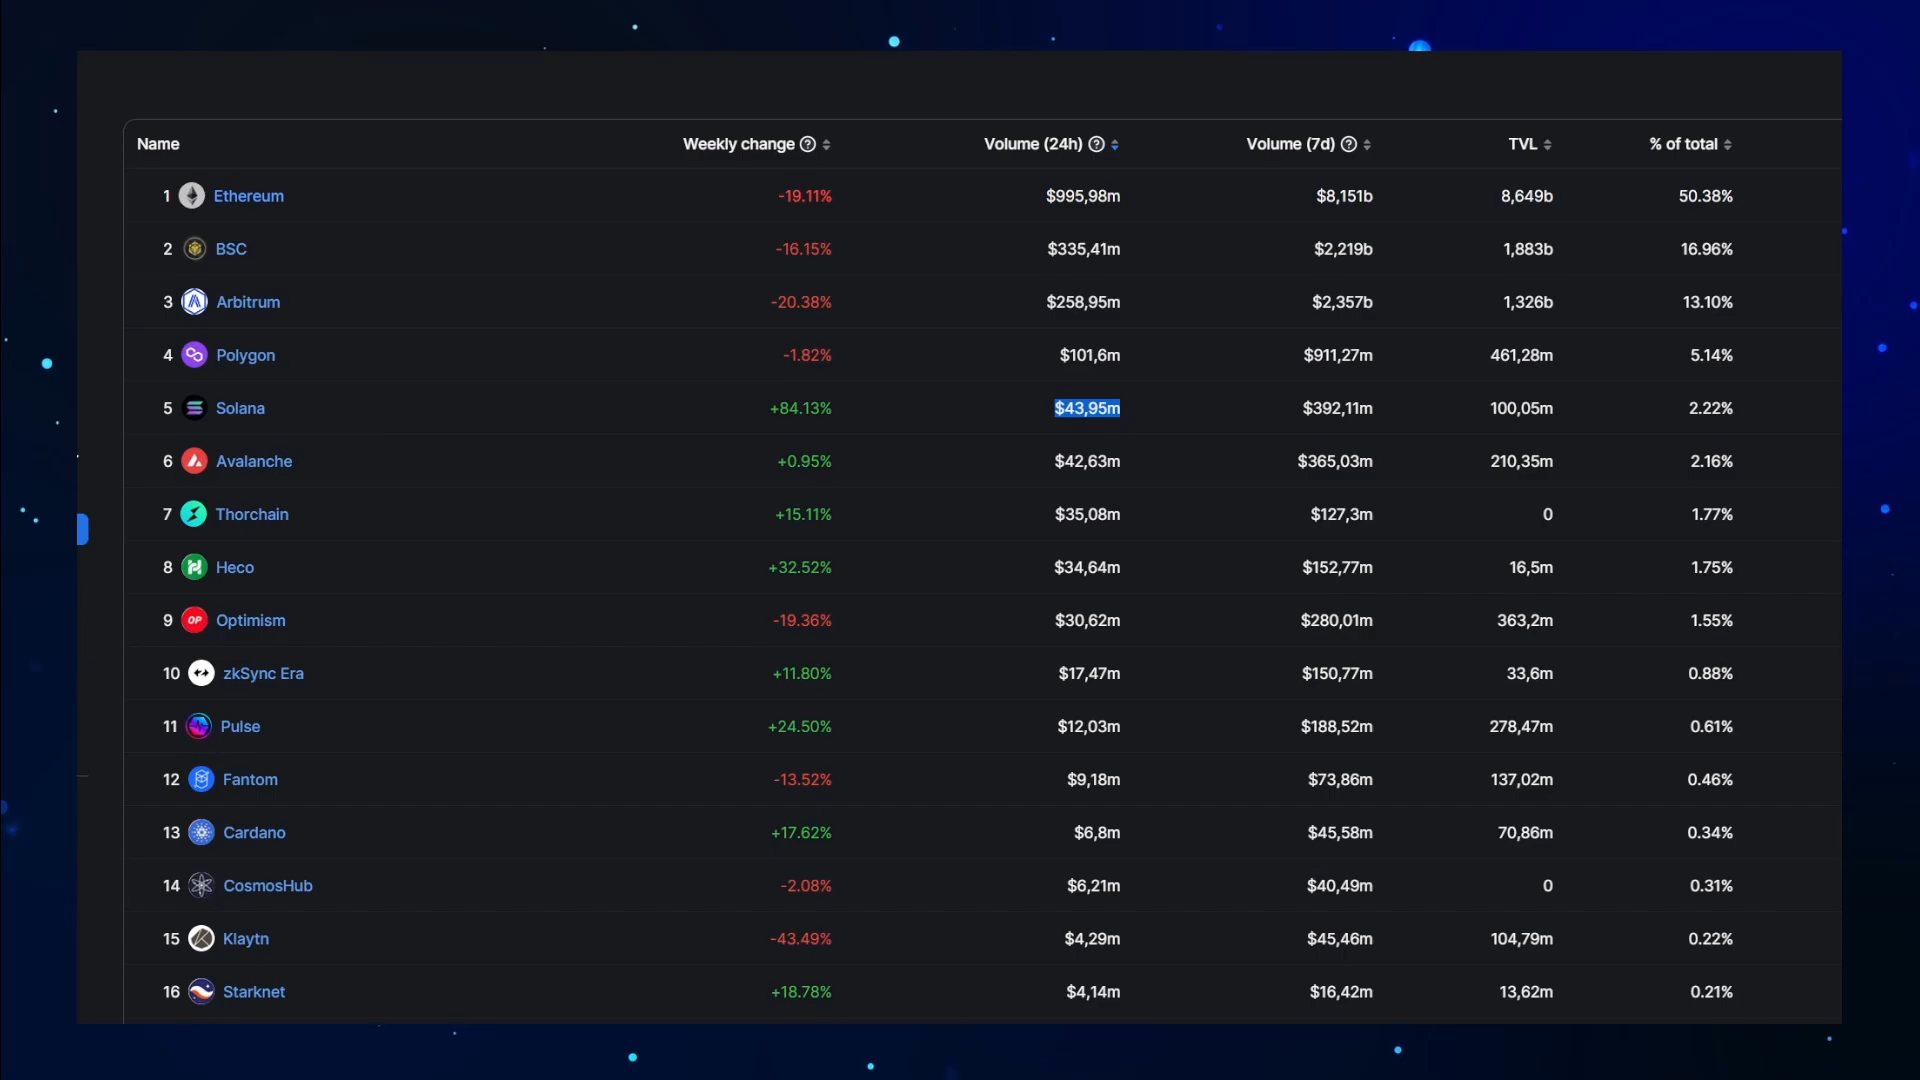 Name Weekly change ? Volume (24h) ? Volume (7d) ? TVL % of total
1 Ethereum -19.11% $995,98m $8,151b 8,649b 50.38%
2 BSC -16.15% $335,41m $2,219b 1,883b 16.96%
3 Arbitrum -20.38% $258,95m $2,357b 1,326b 13.10%
4 Polygon -1.82% $101,6m $911,27m 461,28m 5.14%
5 Solana +84.13% $43,95m $392,11m 100,05m 2.22%
6 Avalanche +0.95% $42,63m $365,03m 210,35m 2.16%
7 Thorchain +15.11% $35,08m $127,3m 0 1.77%
8 Heco +32.52% $34,64m $152,77m 16,5m 1.75%
9 OP Optimism -19.36% $30,62m $280,01m 363,2m 1.55%
10 zkSync Era +11.80% $17,47m $150,77m 33,6m 0.88%
11 Pulse +24.50% $12,03m $188,52m 278,47m 0.61%
12 Fantom -13.52% $9,18m $73,86m 137,02m 0.46%
13 Cardano +17.62% $6,8m $45,58m 70,86m 0.34%
14 CosmosHub -2.08% $6,21m $40,49m 0 0.31%
15 Klaytn -43.49% $4,29m $45,46m 104,79m 0.22%
16 Starknet +18.78% $4,14m $16,42m 13,62m 0.21%